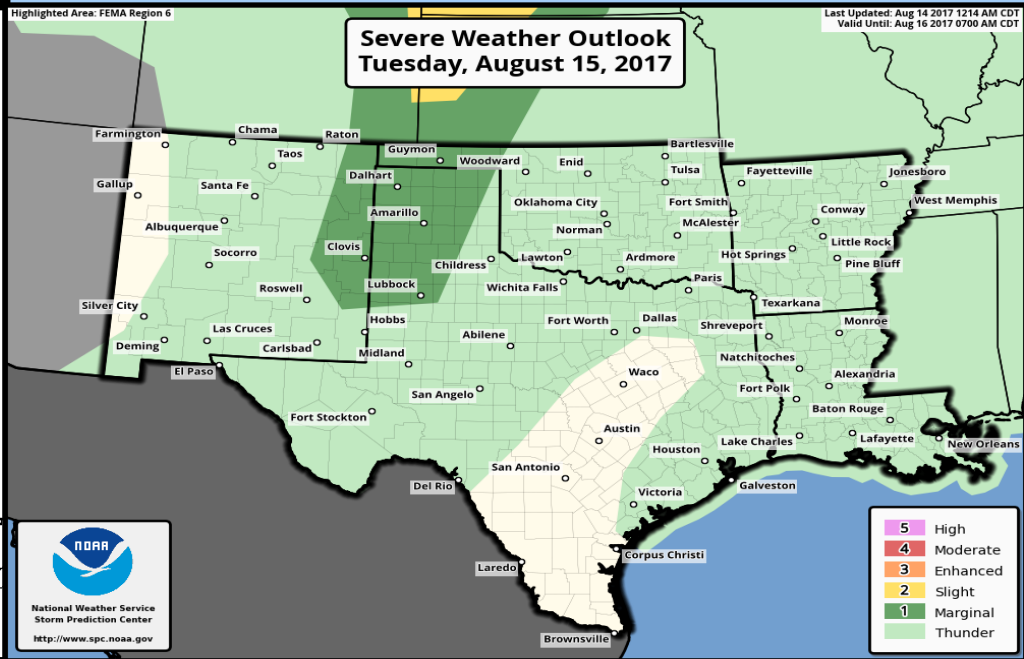 Highlighted Area: FEMA Region 6
Last Updated: Aug 14 2017 1214 AM CDT
Valid Until: Aug 16 2017 0700 AM CDT
Severe Weather Outlook
Tuesday, August 15, 2017
Farmington
Chama
Raton
Guymon
Woodward
Enid
Bartlesville
Taos
Dalhart
Tulsa
Fayetteville
Jonesboro
Gallup
Santa Fe
Oklahoma City
Fort Smith
West Memphis
Albuquerque
Amarillo
Norman
McAlester
Conway
Socorro
Clovis
Childress
Lawton
Ardmore
Hot Springs
Little Rock
Pine Bluff
Roswell
Lubbock
Wichita Falls
Paris
Texarkana
Silver City
Hobbs
Fort Worth
Dallas
Shreveport
Monroe
Deming
Las Cruces
Carlsbad
Midland
Abilene
Natchitoches
El Paso
Waco
Fort Polk
Alexandria
San Angelo
Baton Rouge
Fort Stockton
Austin
Houston
Lake Charles
Lafayette
New Orleans
Del Rio
San Antonio
Victoria
Galveston
Corpus Christi
Laredo
Brownsville
NOAA
National Weather Service
Storm Prediction Center
http://www.spc.noaa.gov
5 High
4 Moderate
3 Enhanced
2 Slight
1 Marginal
Thunder